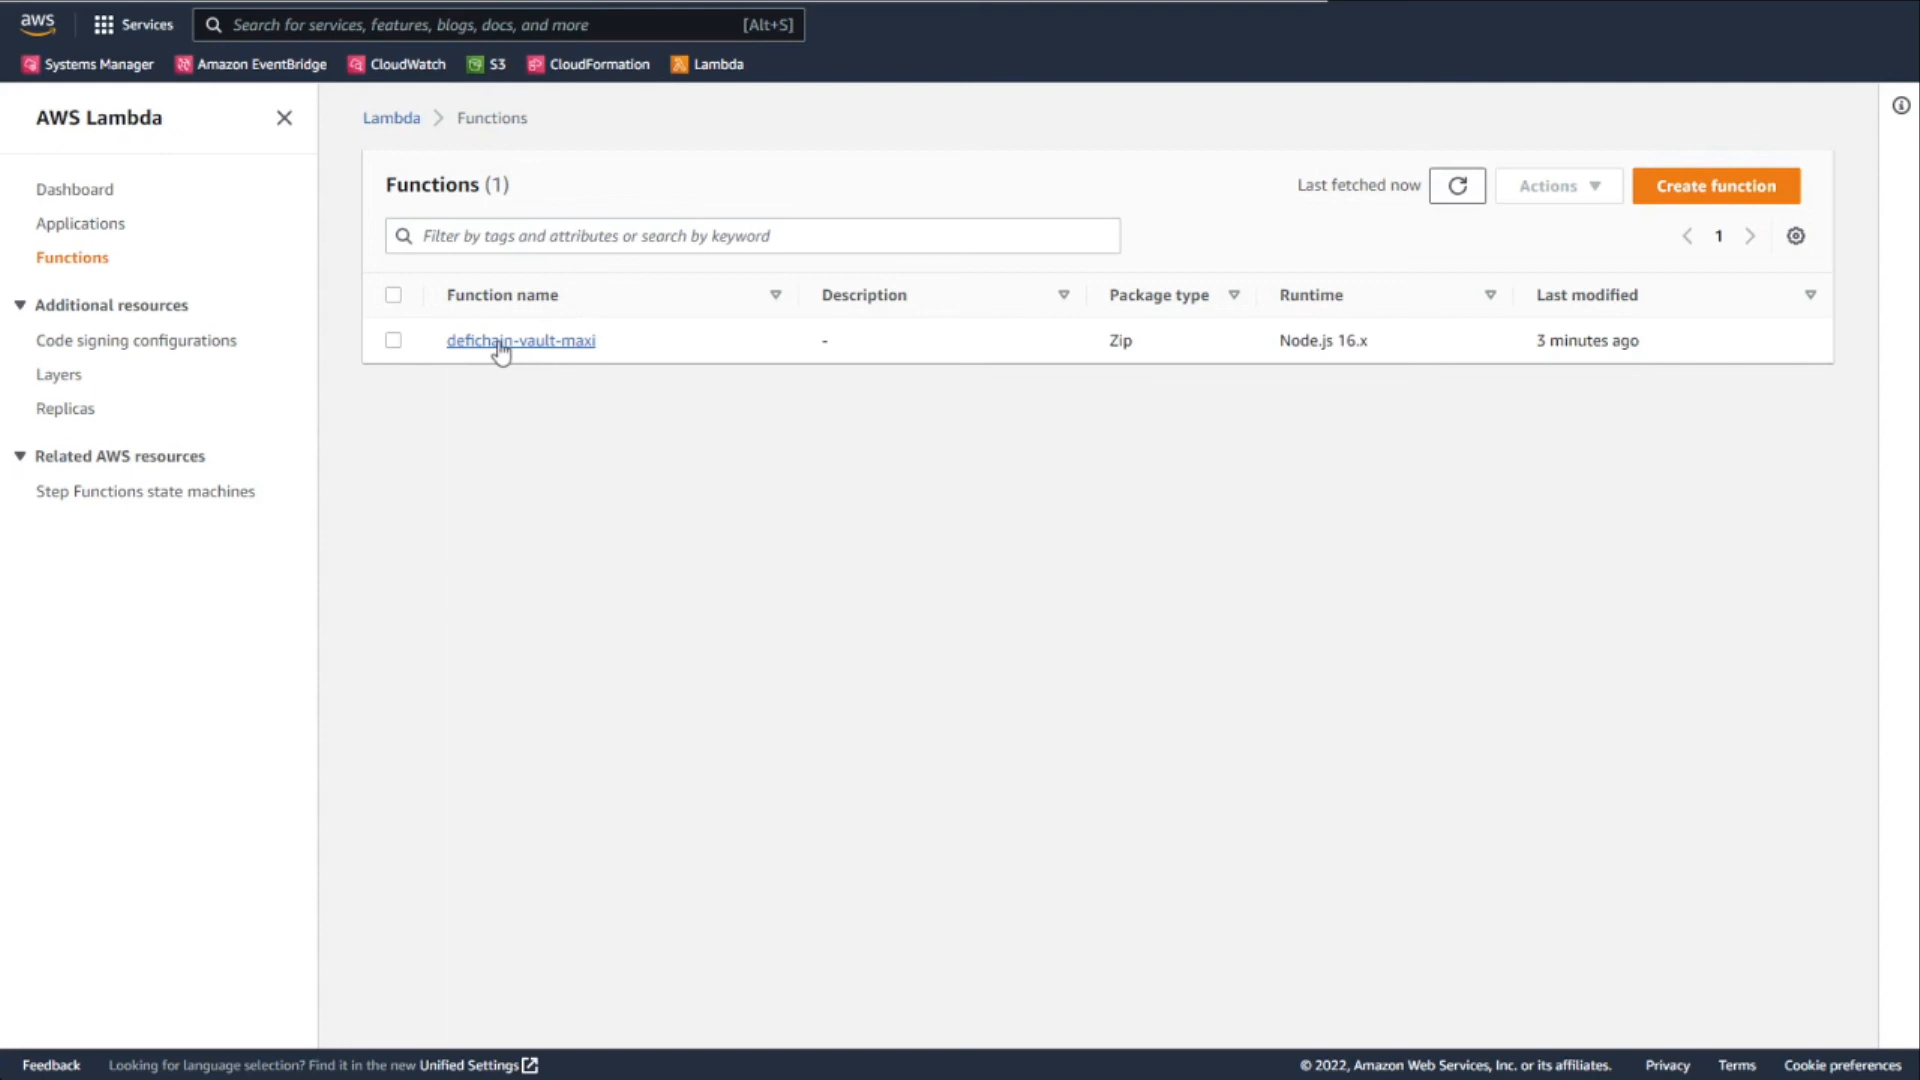 aws Services Search for services, features, blogs, docs, and more [Alt+S]
Systems Manager Amazon EventBridge CloudWatch S3 CloudFormation Lambda
AWS Lambda
Dashboard
Applications
Functions
Additional resources
Code signing configurations
Layers
Replicas
Related AWS resources
Step Functions state machines
Lambda Functions
Functions (1) Last fetched now Actions Create function
Filter by tags and attributes or search by keyword 1
Function name Description Package type Runtime Last modified
defichain-vault-maxi - Zip Node.js 16.x 3 minutes ago
Feedback Looking for language selection? Find it in the new Unified Settings © 2022, Amazon Web Services, Inc. or its affiliates. Privacy Terms Cookie preferences